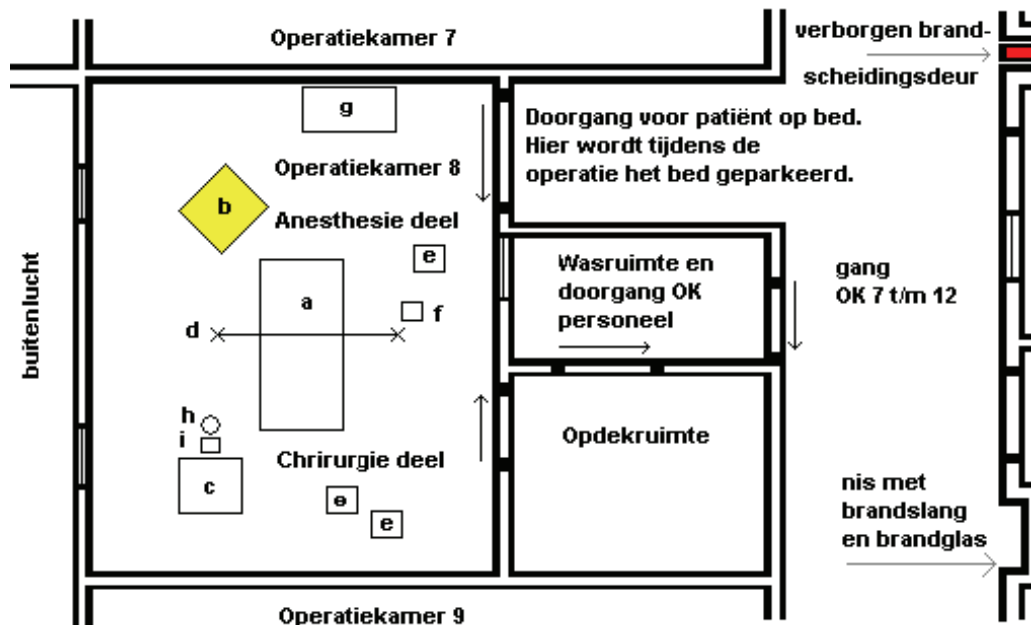 Operatiekamer 7
verborgen brand-
scheidingsdeur
g
Doorgang voor patiënt op bed.
Hier wordt tijdens de
operatie het bed geparkeerd.
Operatiekamer 8
b
Anesthesie deel
e
Wasruimte en
doorgang OK
personeel
gang
OK 7 t/m 12
buitenlucht
a
f
d
h
i
Opdekruimte
Chrirurgie deel
c
e
e
nis met
brandslang
en brandglas
Operatiekamer 9